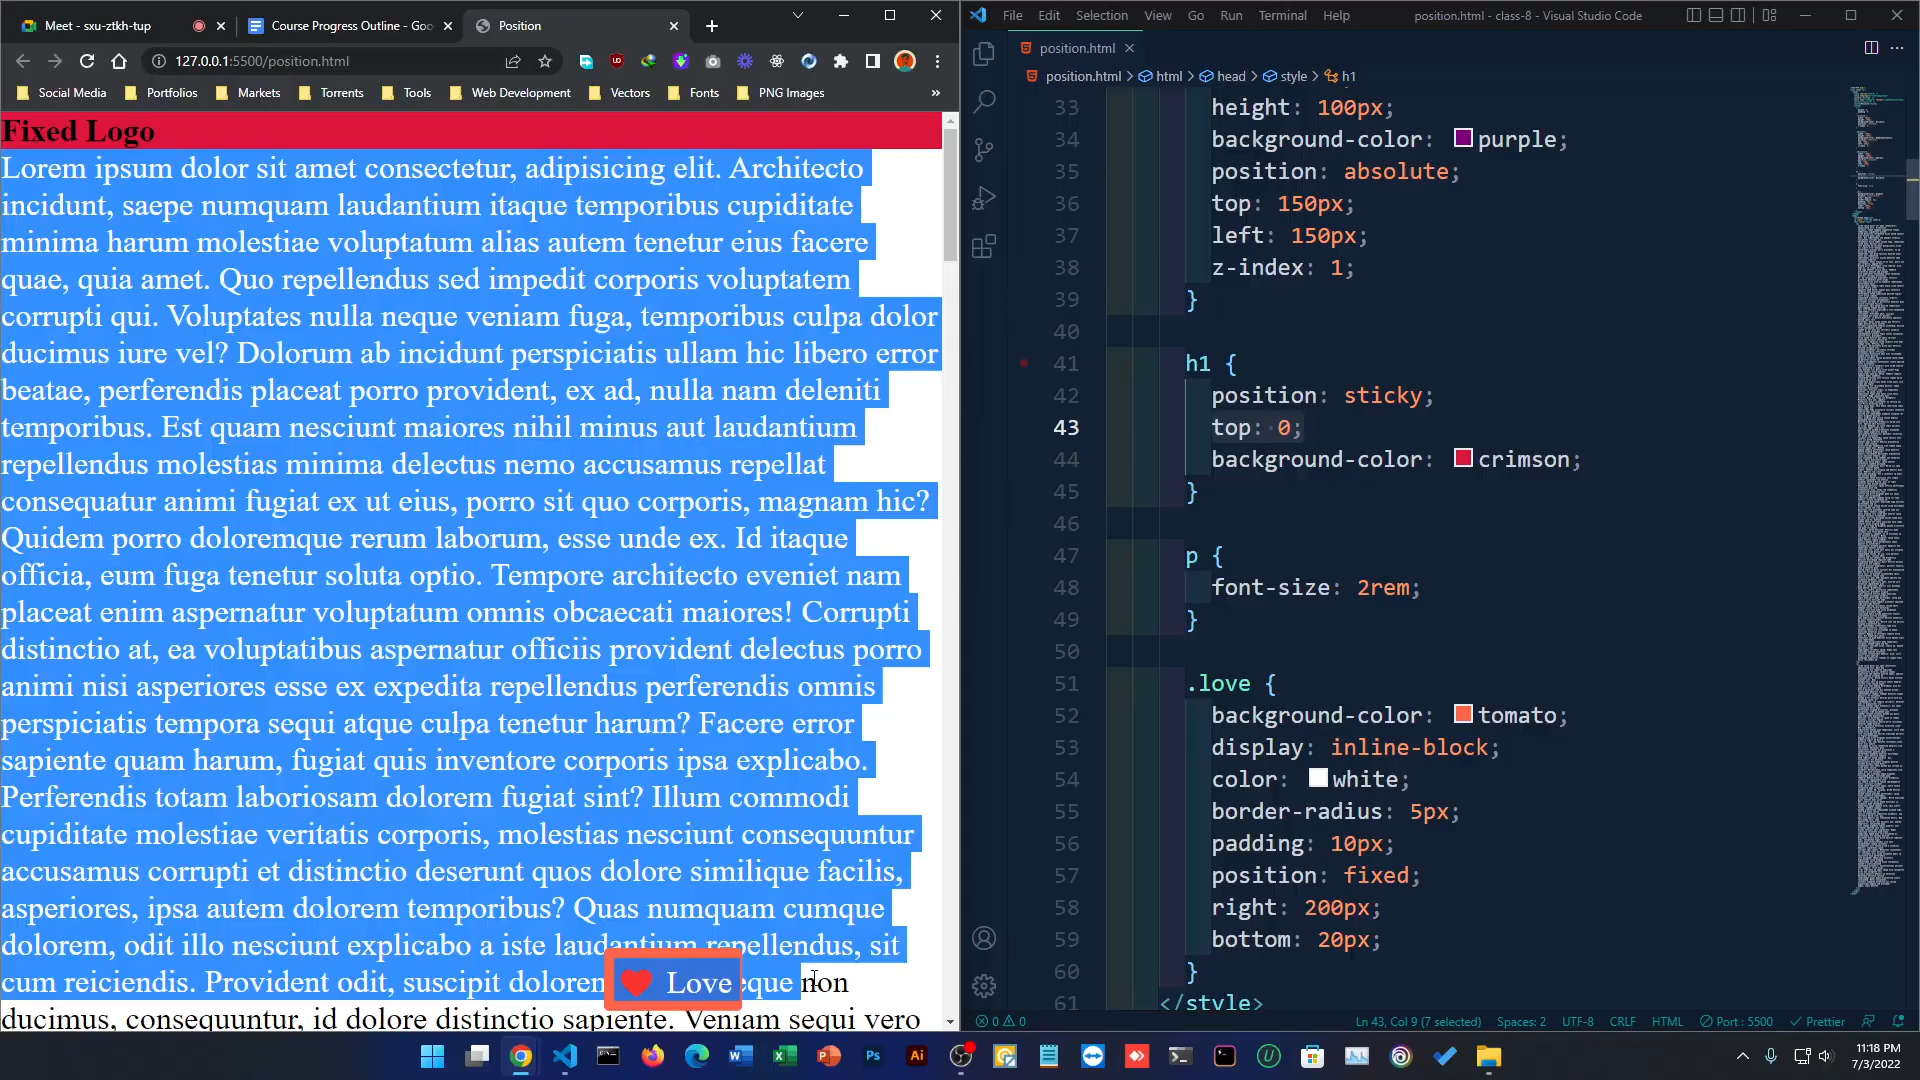 Meet - sxu-ztkh-tup
Course Progress Outline - Goo
Position
127.0.0.1:5500/position.html
Social Media
Portfolios
Markets
Torrents
Tools
Web Development
Vectors
Fonts
PNG Images
»
Fixed Logo
Lorem ipsum dolor sit amet consectetur, adipisicing elit. Architecto
incidunt, saepe numquam laudantium itaque temporibus cupiditate
minima harum molestiae voluptatum alias autem tenetur eius facere
quae, quia amet. Quo repellendus sed impedit corporis voluptatem
corrupti qui. Voluptates nulla neque veniam fuga, temporibus culpa dolor
ducimus iure vel? Dolorum ab incidunt perspiciatis ullam hic libero error
beatae, perferendis placeat porro provident, ex ad, nulla nam deleniti
temporibus. Est quam nesciunt maiores nihil minus aut laudantium
repellendus molestias minima delectus nemo accusamus repellat
consequatur animi fugiat ex ut eius, porro sit quo corporis, magnam hic?
Quidem porro doloremque rerum laborum, esse unde ex. Id itaque
officia, eum fuga tenetur soluta optio. Tempore architecto eveniet nam
placeat enim aspernatur voluptatum omnis obcaecati maiores! Corrupti
distinctio at, ea voluptatibus aspernatur officiis provident delectus porro
animi nisi asperiores esse ex expedita repellendus perferendis omnis
perspiciatis tempora sequi atque culpa tenetur harum? Facere error
sapiente quam harum, fugiat quis inventore corporis ipsa explicabo.
Perferendis totam laboriosam dolorem fugiat sint? Illum commodi
cupiditate molestiae veritatis corporis, molestias nesciunt consequuntur
accusamus corrupti et distinctio deserunt quos dolore similique facilis,
asperiores, ipsa autem dolorem temporibus? Quas numquam cumque
dolorem, odit illo nesciunt explicabo a iste laudantium repellendus, sit
cum reiciendis. Provident odit, suscipit dolorem eque non
Love
ducimus, consequuntur, id dolore distinctio sapiente. Veniam sequi vero
File Edit Selection View Go Run Terminal Help
position.html - class-8 - Visual Studio Code
position.html
position.html > html > head > style > h1
33 height: 100px;
34 background-color: purple;
35 position: absolute;
36 top: 150px;
37 left: 150px;
38 z-index: 1;
39 }
40
41 h1 {
42 position: sticky;
43 top: 0;
44 background-color: crimson;
45 }
46
47 p {
48 font-size: 2rem;
49 }
50
51 .love {
52 background-color: tomato;
53 display: inline-block;
54 color: white;
55 border-radius: 5px;
56 padding: 10px;
57 position: fixed;
58 right: 200px;
59 bottom: 20px;
60 }
61 </style>
0 0 Ln 43, Col 9 (7 selected) Spaces: 2 UTF-8 CRLF HTML Port : 5500 Prettier
11:18 PM
7/3/2022